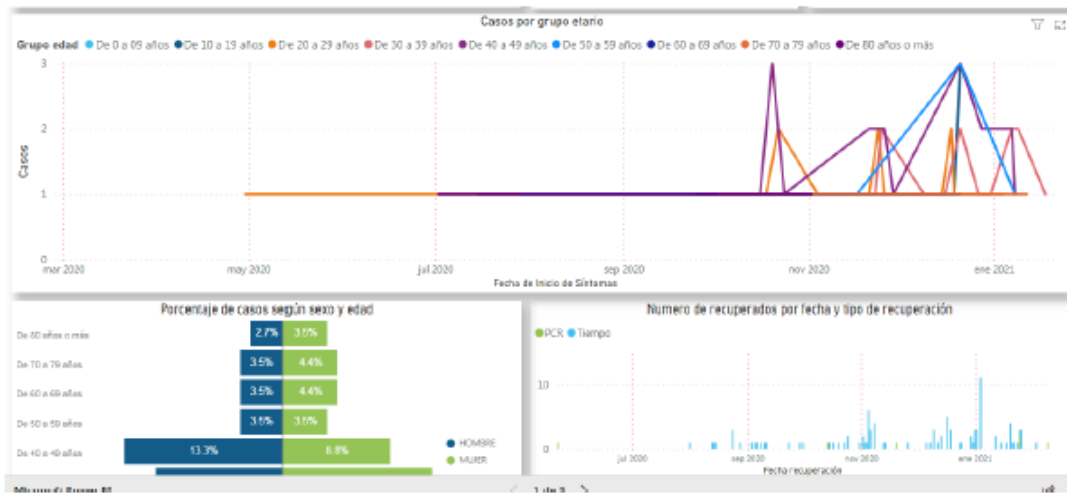 Casos por grupo etario
Grupo edad De 0 a 09 años De 10 a 19 años De 20 a 29 años De 30 a 39 años De 40 a 49 años De 50 a 59 años De 60 a 69 años De 70 a 79 años De 80 años o más
3
2
1
0
Casos
mar 2020 may 2020 jul 2020 sep 2020 nov 2020 ene 2021
Fecha de Inicio de Síntomas
Porcentaje de casos según sexo y edad
De 80 años o más 2.7% 3.5%
De 70 a 79 años 3.5% 4.4%
De 60 a 69 años 3.5% 4.4%
De 50 a 59 años 3.5% 3.5%
De 40 a 49 años 13.3% 8.8%
HOMBRE
MUJER
Numero de recuperados por fecha y tipo de recuperación
PCR Tiempo
10
0
jul 2020 sep 2020 nov 2020 ene 2021
Fecha recuperación
Microsoft Power BI
1 de 3